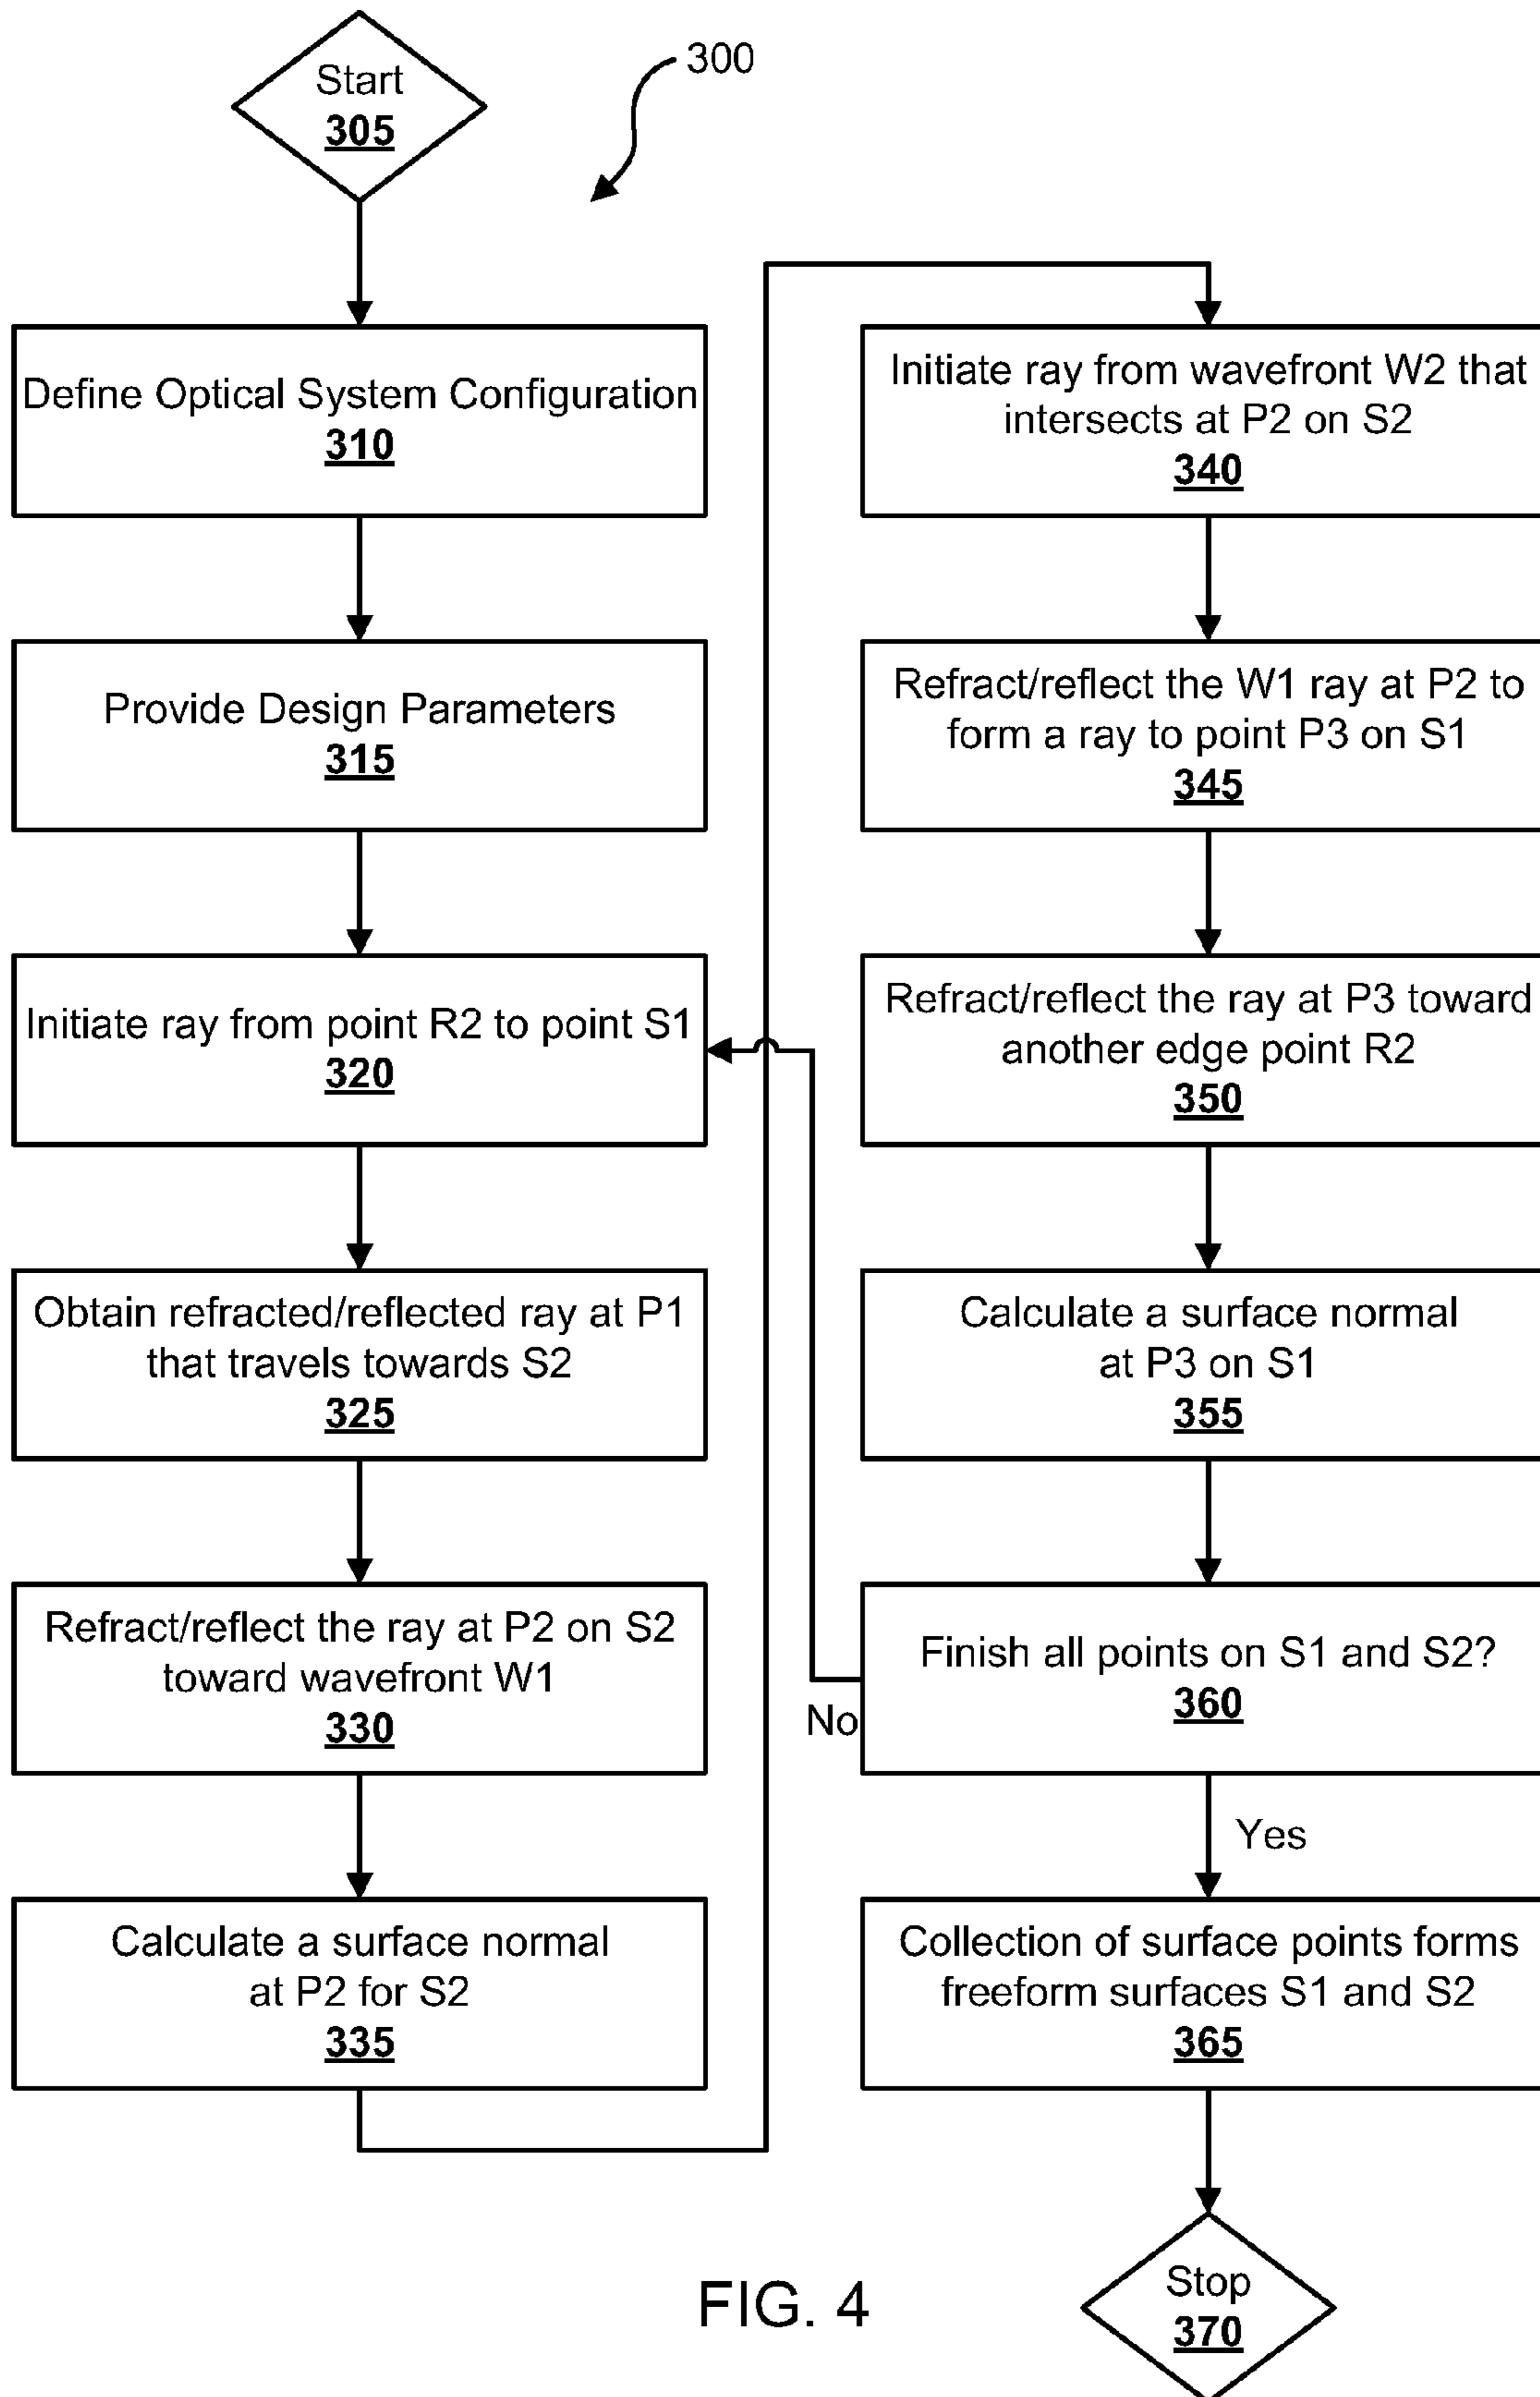 Start
305
300
Define Optical System Configuration
310
Provide Design Parameters
315
Initiate ray from point R2 to point S1
320
Obtain refracted/reflected ray at P1
that travels towards S2
325
Refract/reflect the ray at P2 on S2
toward wavefront W1
330
Calculate a surface normal
at P2 for S2
335
Initiate ray from wavefront W2 that
intersects at P2 on S2
340
Refract/reflect the W1 ray at P2 to
form a ray to point P3 on S1
345
Refract/reflect the ray at P3 toward
another edge point R2
350
Calculate a surface normal
at P3 on S1
355
Finish all points on S1 and S2?
360
No
Yes
Collection of surface points forms
freeform surfaces S1 and S2
365
Stop
370
FIG. 4